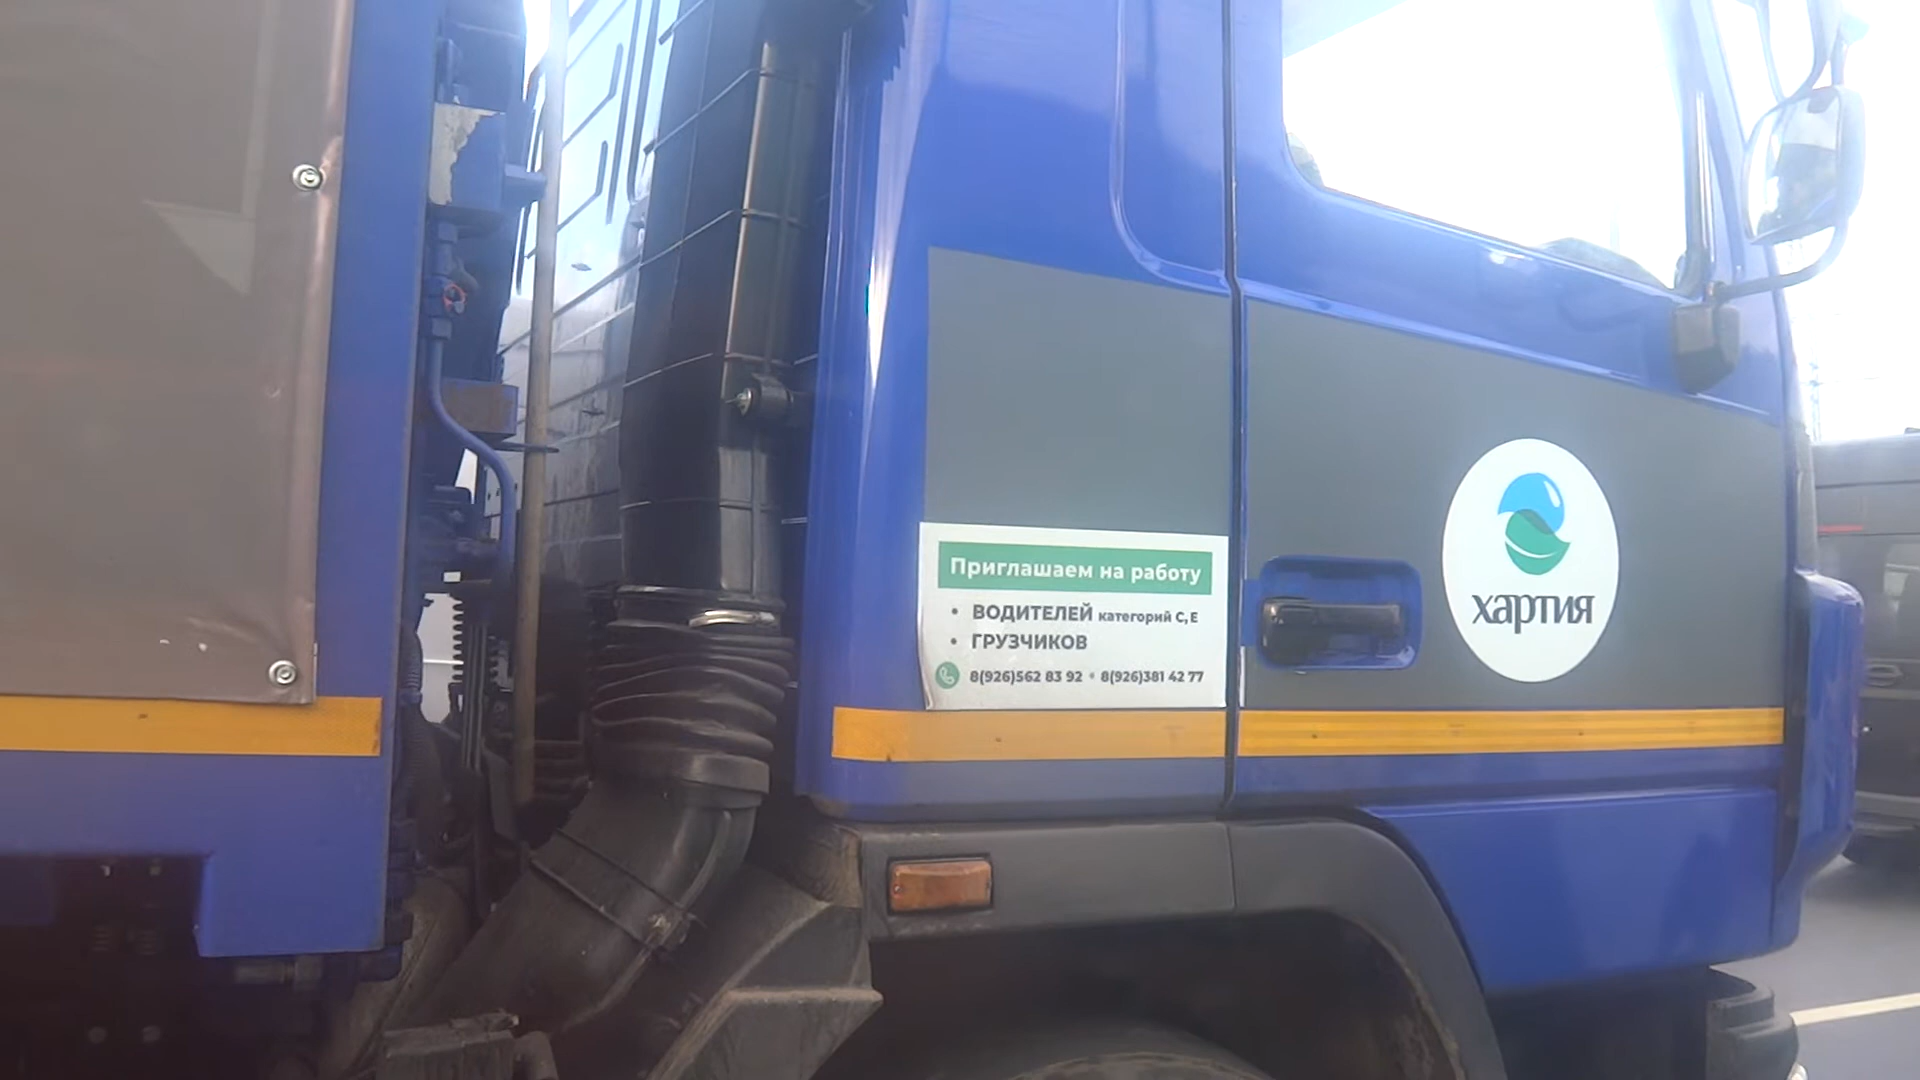 Приглашаем на работу
• ВОДИТЕЛЕЙ категорий С, Е
• ГРУЗЧИКОВ
8(926)562 83 92 • 8(926)381 42 77
хартия